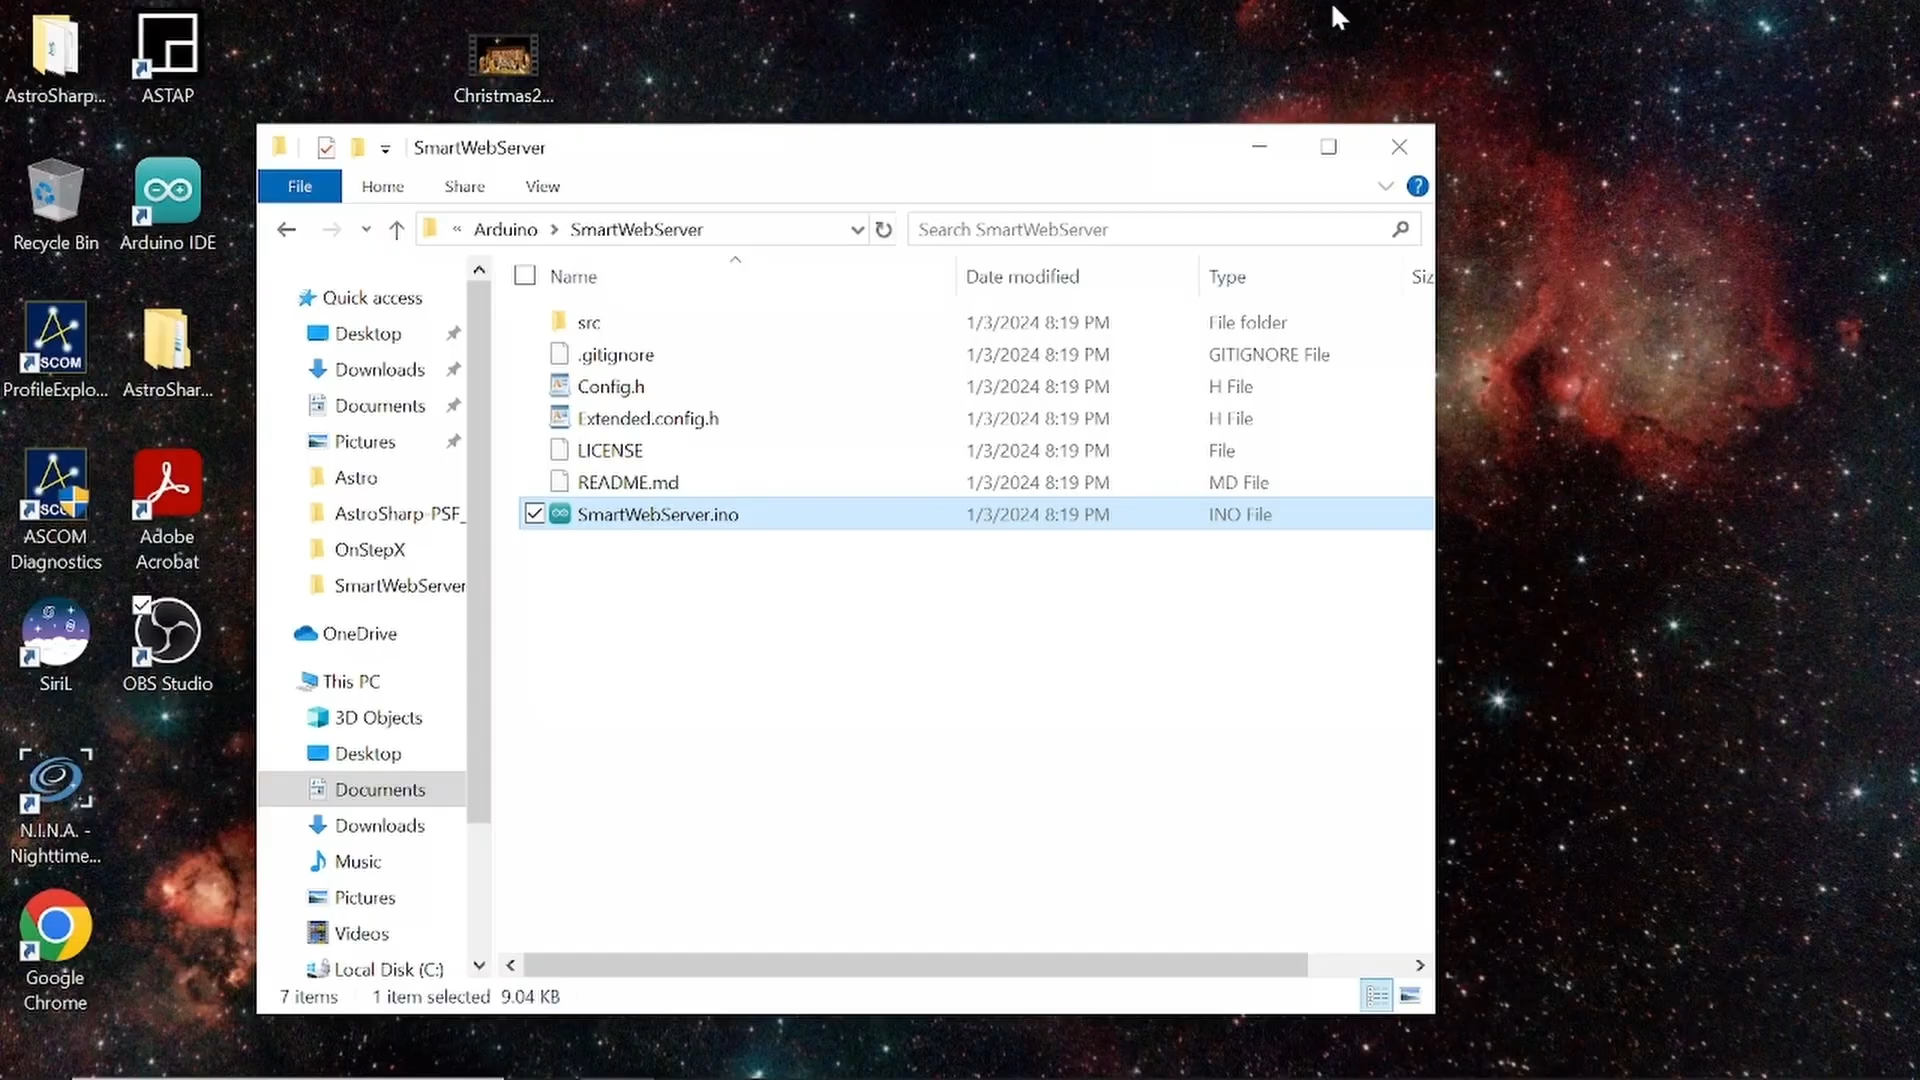 AstroSharp...
ASTAP
Christmas2...
Recycle Bin
Arduino IDE
ASCOM
ProfileExplo...
AstroShar...
ASCOM
Diagnostics
Adobe
Acrobat
SiriL
OBS Studio
N.I.N.A. -
Nighttime...
Google
Chrome
SmartWebServer
File
Home
Share
View
?
«
Arduino
SmartWebServer
Search SmartWebServer
Quick access
Desktop
Downloads
Documents
Pictures
Astro
AstroSharp-PSF_
OnStepX
SmartWebServer
OneDrive
This PC
3D Objects
Desktop
Documents
Downloads
Music
Pictures
Videos
Local Disk (C:)
Name Date modified Type Siz
src 1/3/2024 8:19 PM File folder
.gitignore 1/3/2024 8:19 PM GITIGNORE File
Config.h 1/3/2024 8:19 PM H File
Extended.config.h 1/3/2024 8:19 PM H File
LICENSE 1/3/2024 8:19 PM File
README.md 1/3/2024 8:19 PM MD File
SmartWebServer.ino 1/3/2024 8:19 PM INO File
7 items 1 item selected 9.04 KB